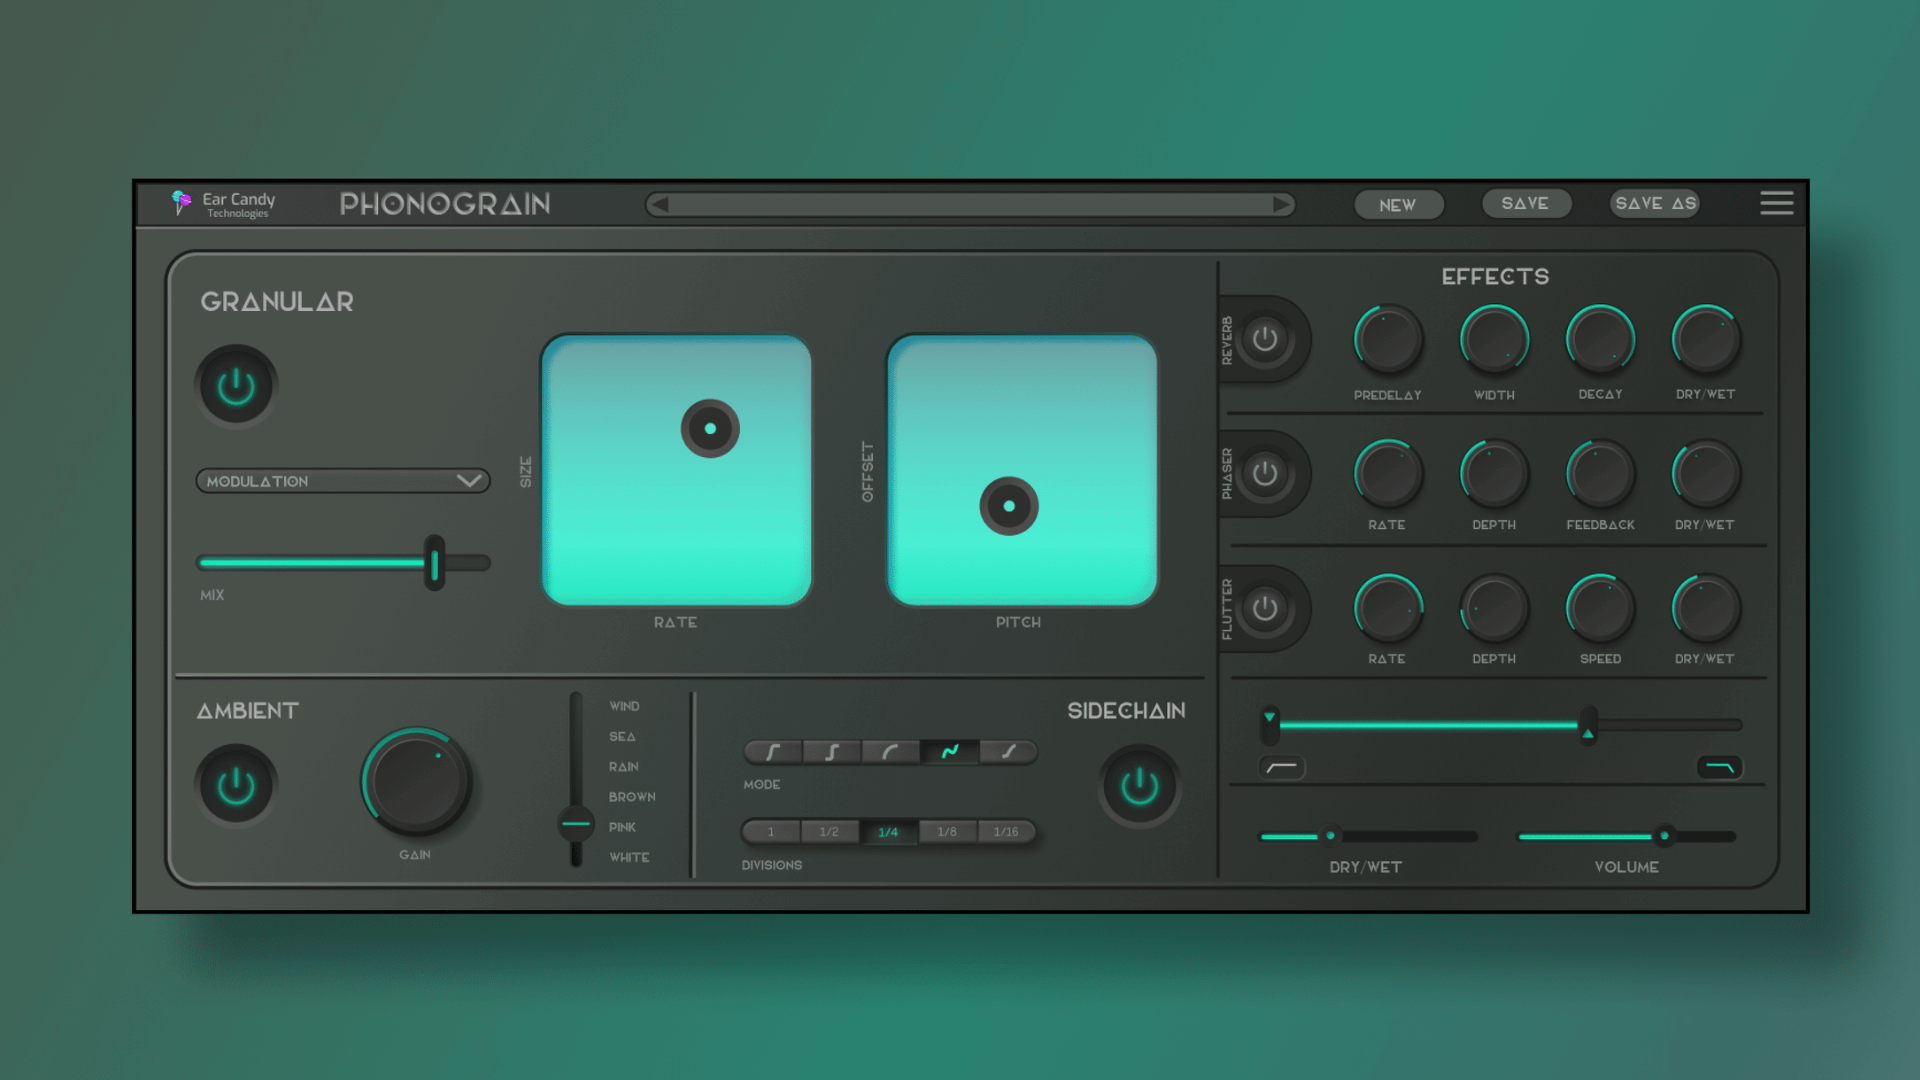 Ear Candy
Technologies
PHONOGRAIN
NEW
SAVE
SAVE AS
GRANULAR
MODULATION
MIX
SIZE
RATE
OFFSET
PITCH
EFFECTS
REVERB
PREDELAY
WIDTH
DECAY
DRY/WET
PHASER
RATE
DEPTH
FEEDBACK
DRY/WET
FLUTTER
RATE
DEPTH
SPEED
DRY/WET
AMBIENT
GAIN
WIND
SEA
RAIN
BROWN
PINK
WHITE
SIDECHAIN
MODE
1
1/2
1/4
1/8
1/16
DIVISIONS
DRY/WET
VOLUME